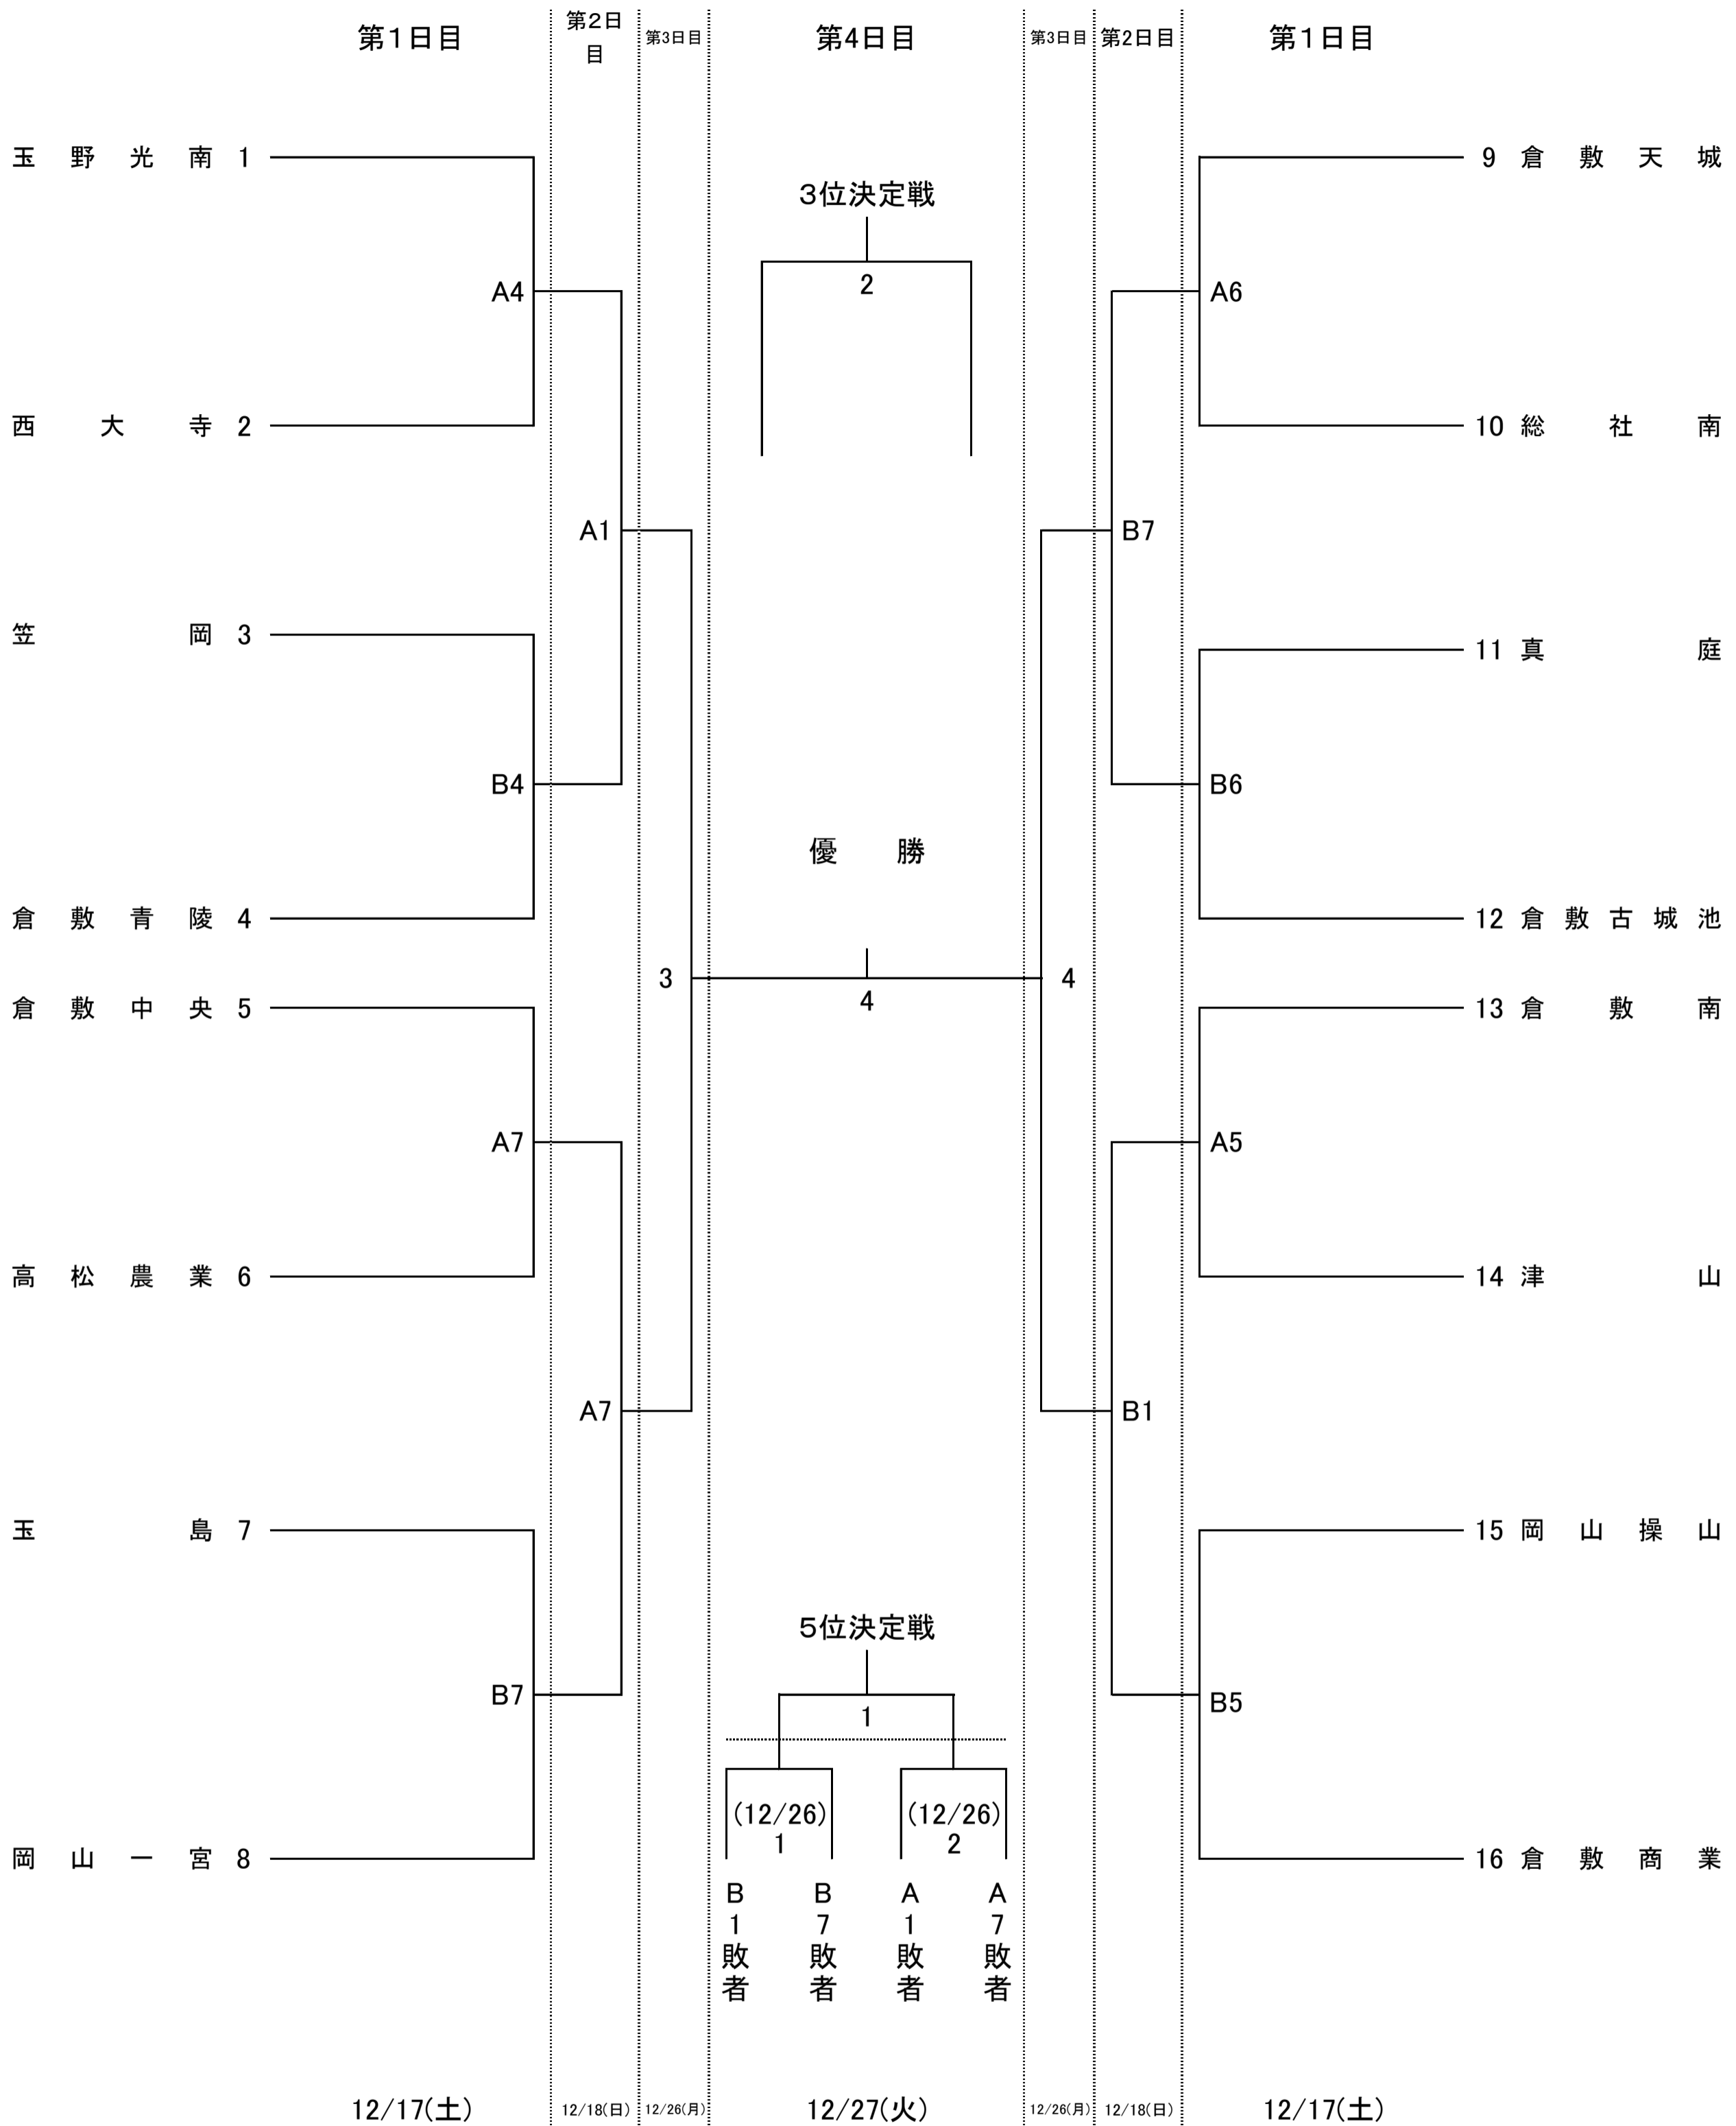 第1日目 第2日目 第3日目 第4日目 第3日目 第2日目 第1日目
玉野光南 1 9 倉敷天城
3位決定戦
A4 2 A6
西大寺 2 10 総社南
A1 B7
笠岡 3 11 真庭
B4 B6
優勝
倉敷青陵 4 12 倉敷古城池
3 4 4
倉敷中央 5 13 倉敷南
A7 A5
高松農業 6 14 津山
A7 B1
玉島 7 15 岡山操山
5位決定戦
B7 1 B5
(12/26) (12/26)
1 2
岡山一宮 8 16 倉敷商業
B1敗者 B7敗者 A1敗者 A7敗者
12/17(土) 12/18(日) 12/26(月) 12/27(火) 12/26(月) 12/18(日) 12/17(土)